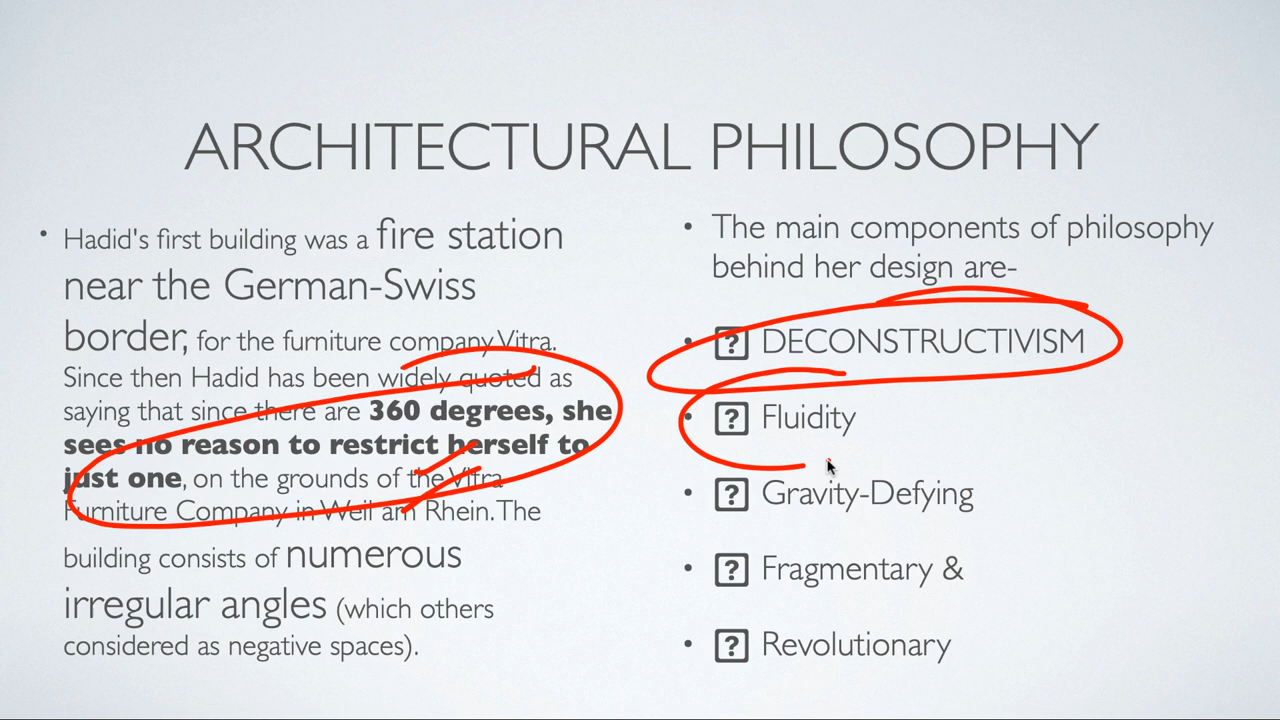 ARCHITECTURAL PHILOSOPHY
• Hadid's first building was a fire station
near the German-Swiss
border, for the furniture company Vitra.
Since then Hadid has been widely quoted as
saying that since there are 360 degrees, she
sees no reason to restrict herself to
just one, on the grounds of the Vitra
Furniture Company in Weil am Rhein. The
building consists of numerous
irregular angles (which others
considered as negative spaces).
• The main components of philosophy
behind her design are-
• ? DECONSTRUCTIVISM
• ? Fluidity
• ? Gravity-Defying
• ? Fragmentary &
• ? Revolutionary